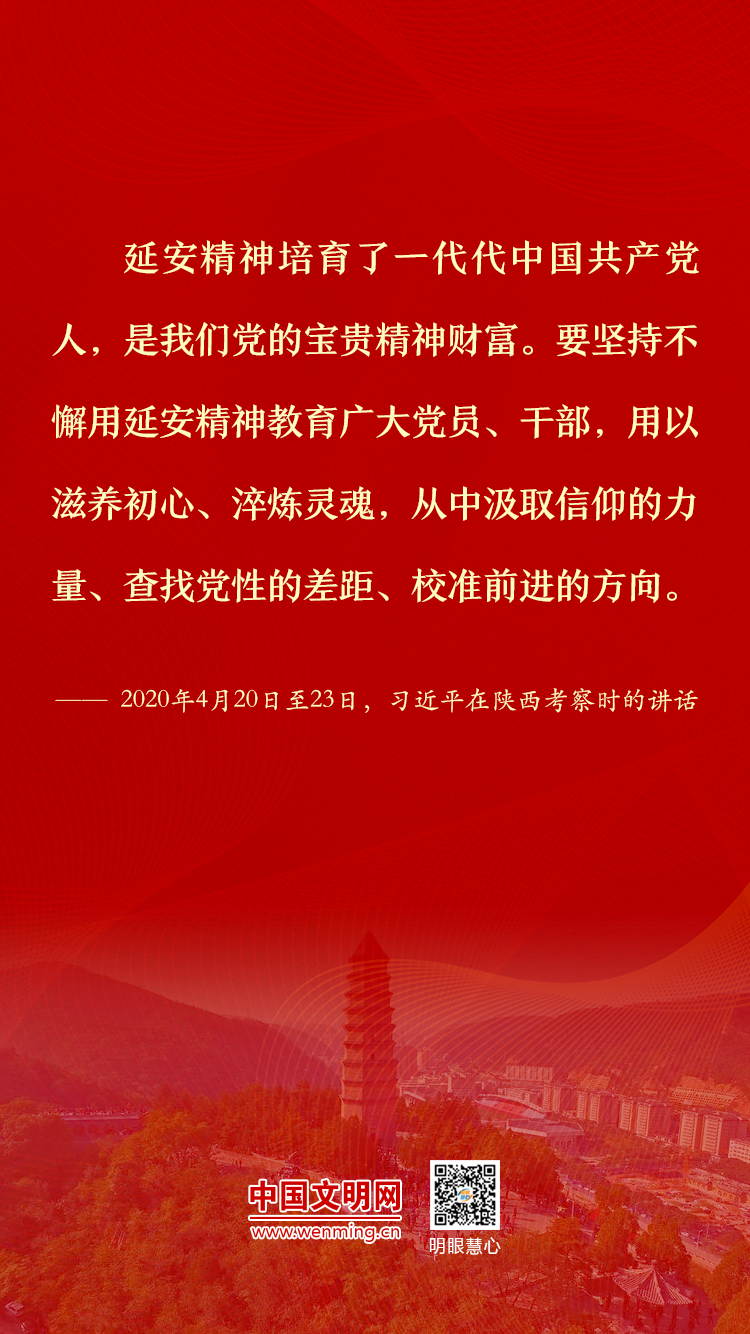 延安精神培育了一代代中国共产党
人，是我们党的宝贵精神财富。要坚持不
懈用延安精神教育广大党员、干部，用以
滋养初心、淬炼灵魂，从中汲取信仰的力
量、查找党性的差距、校准前进的方向。
—— 2020年4月20日至23日，习近平在陕西考察时的讲话
中国文明网
www.wenming.cn
明眼慧心